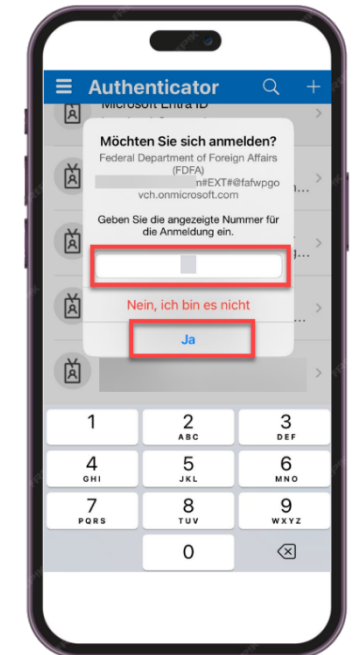 Authenticator
Microsoft Entra ID
Möchten Sie sich anmelden?
Federal Department of Foreign Affairs
(FDFA)
n#EXT#@fafwpgo
vch.onmicrosoft.com
Geben Sie die angezeigte Nummer für
die Anmeldung ein.
Nein, ich bin es nicht
Ja
1
2
ABC
3
DEF
4
GHI
5
JKL
6
MNO
7
PQRS
8
TUV
9
WXYZ
0